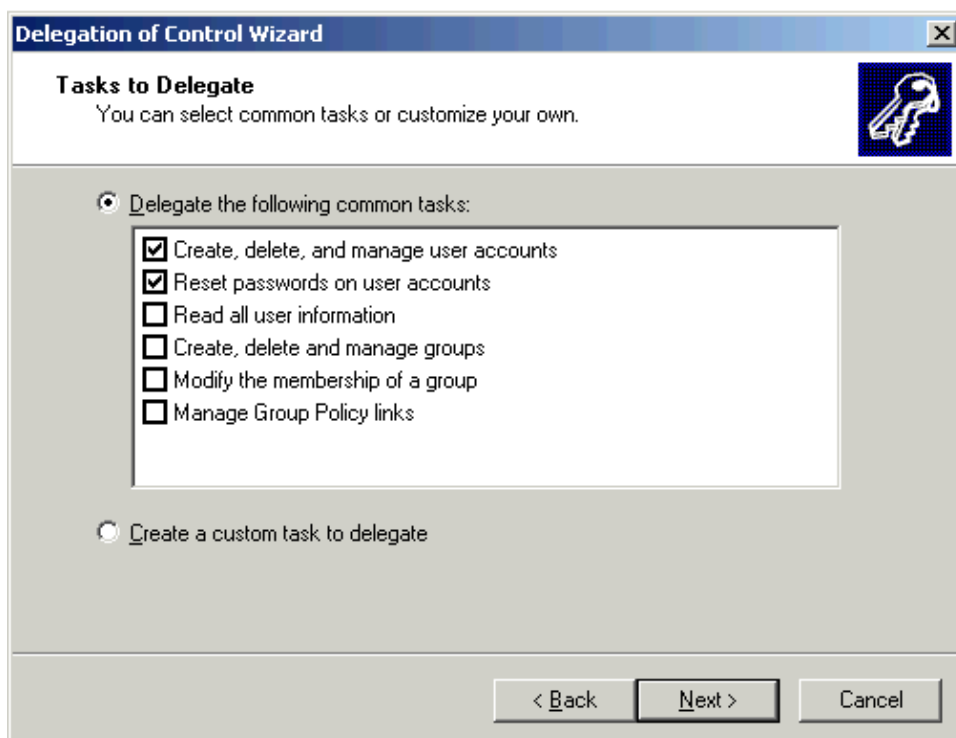 Delegation of Control Wizard
Tasks to Delegate
You can select common tasks or customize your own.
Delegate the following common tasks:
Create, delete, and manage user accounts
Reset passwords on user accounts
Read all user information
Create, delete and manage groups
Modify the membership of a group
Manage Group Policy links
Create a custom task to delegate
< Back Next > Cancel